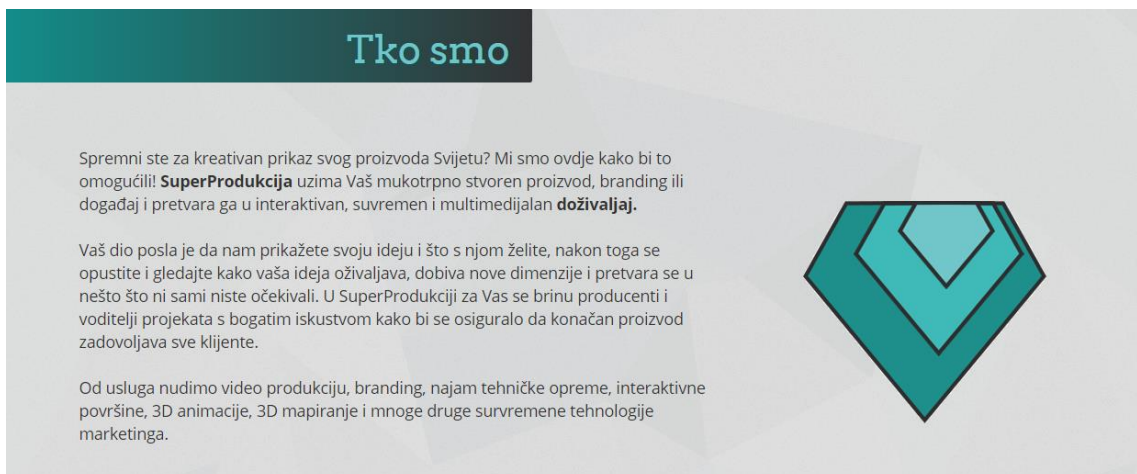 Tko smo
Spremni ste za kreativan prikaz svog proizvoda Svijetu? Mi smo ovdje kako bi to
omogućili! SuperProdukcija uzima Vaš mukotrpno stvoren proizvod, branding ili
događaj i pretvara ga u interaktivan, suvremen i multimedijalan doživaljaj.
Vaš dio posla je da nam prikažete svoju ideju i što s njom želite, nakon toga se
opustite i gledajte kako vaša ideja oživaljava, dobiva nove dimenzije i pretvara se u
nešto što ni sami niste očekivali. U SuperProdukciji za Vas se brinu producenti i
voditelji projekata s bogatim iskustvom kako bi se osiguralo da konačan proizvod
zadovoljava sve klijente.
Od usluga nudimo video produkciju, branding, najam tehničke opreme, interaktivne
površine, 3D animacije, 3D mapiranje i mnoge druge survremene tehnologije
marketinga.